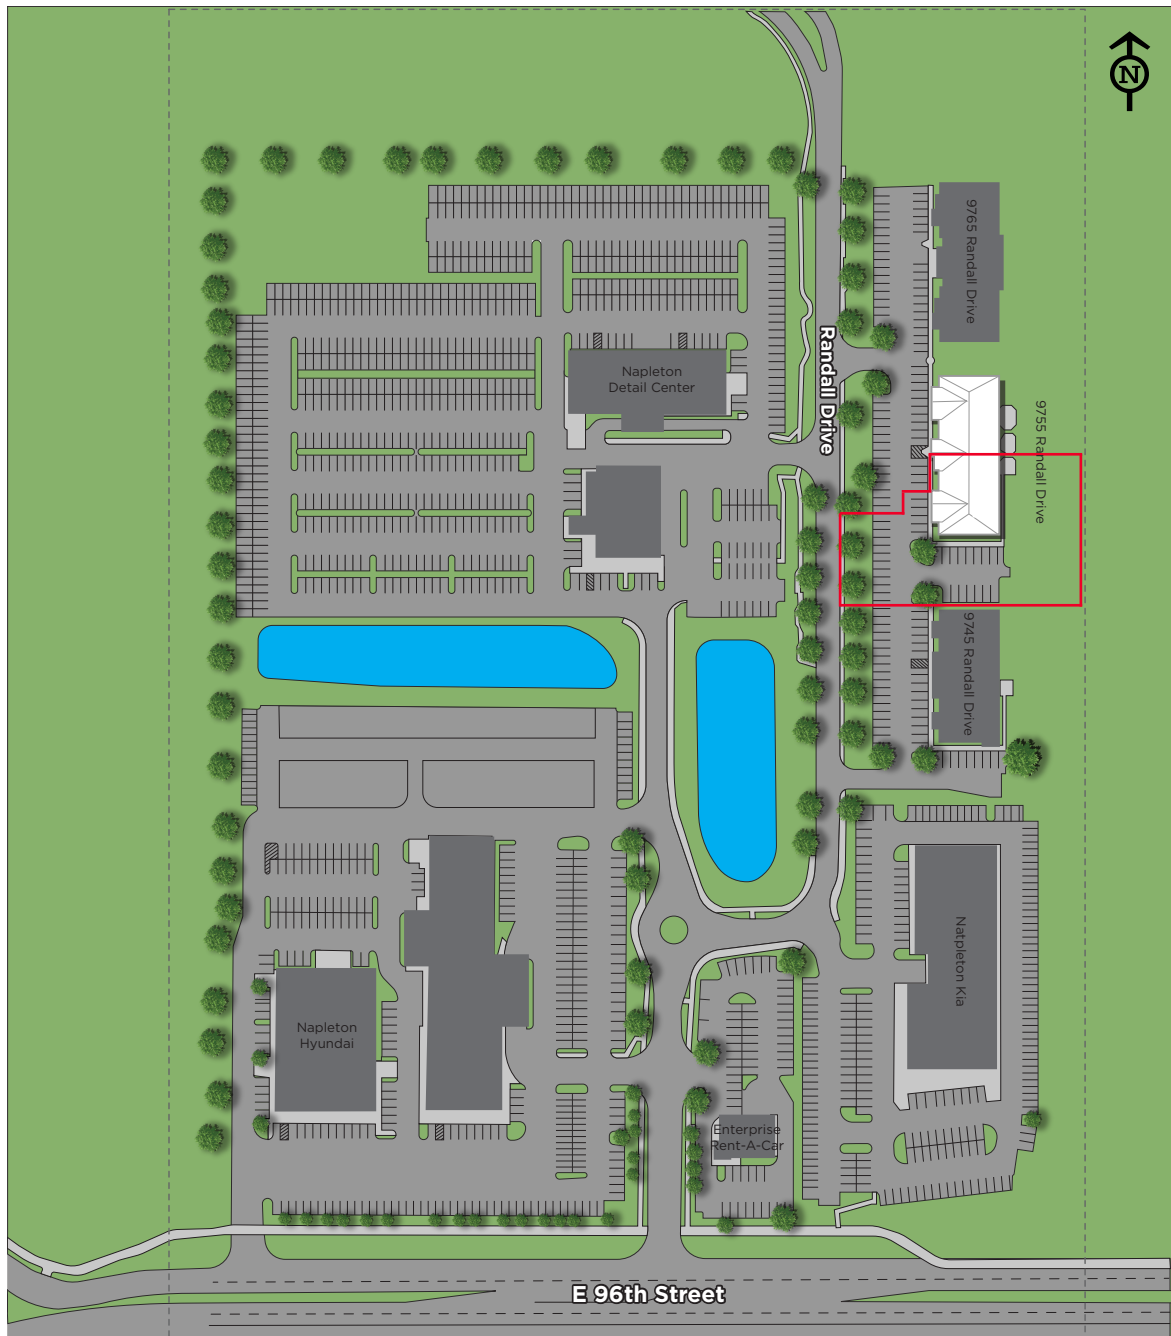 N
9765 Randall Drive
Randall Drive
Napleton
Detail Center
9755 Randall Drive
9745 Randall Drive
Natpleton Kia
Napleton
Hyundai
Enterprise
Rent-A-Car
E 96th Street